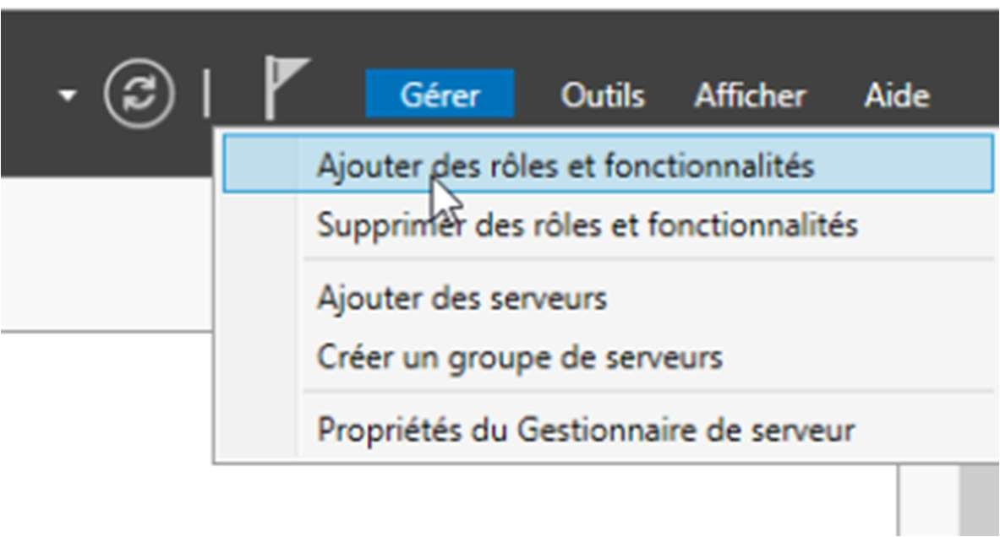 Gérer Outils Afficher Aide
Ajouter des rôles et fonctionnalités
Supprimer des rôles et fonctionnalités
Ajouter des serveurs
Créer un groupe de serveurs
Propriétés du Gestionnaire de serveur